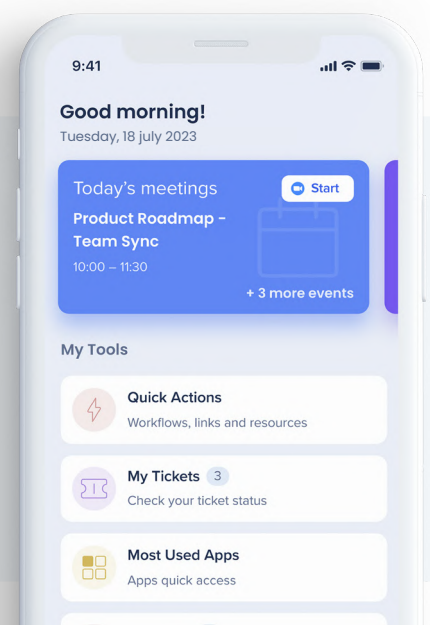 9:41
Good morning!
Tuesday, 18 july 2023
Today's meetings
Start
Product Roadmap -
Team Sync
10:00 – 11:30
+ 3 more events
My Tools
Quick Actions
Workflows, links and resources
My Tickets 3
Check your ticket status
Most Used Apps
Apps quick access